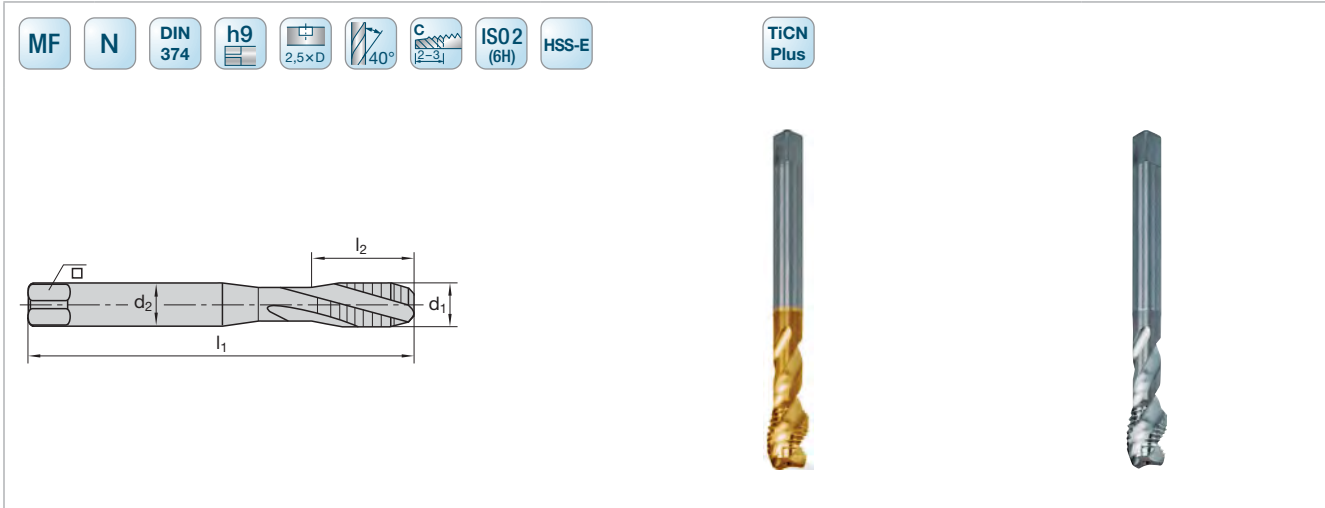 MF
N
DIN
374
h9
2,5×D
40°
C
2–3
ISO2
(6H)
HSS-E
TiCN
Plus
l₂
d₂
d₁
l₁